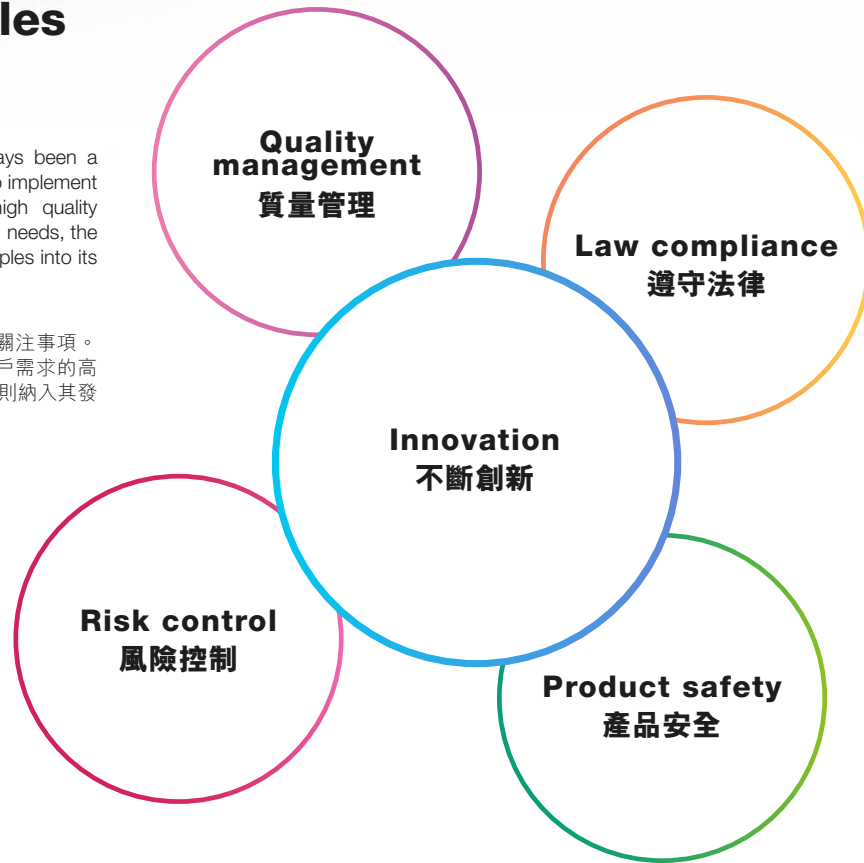 les
ays been a
o implement
high quality
needs, the
ples into its
關注事項。
戶需求的高
則納入其發
Quality
management
質量管理
Law compliance
遵守法律
Innovation
不斷創新
Risk control
風險控制
Product safety
產品安全